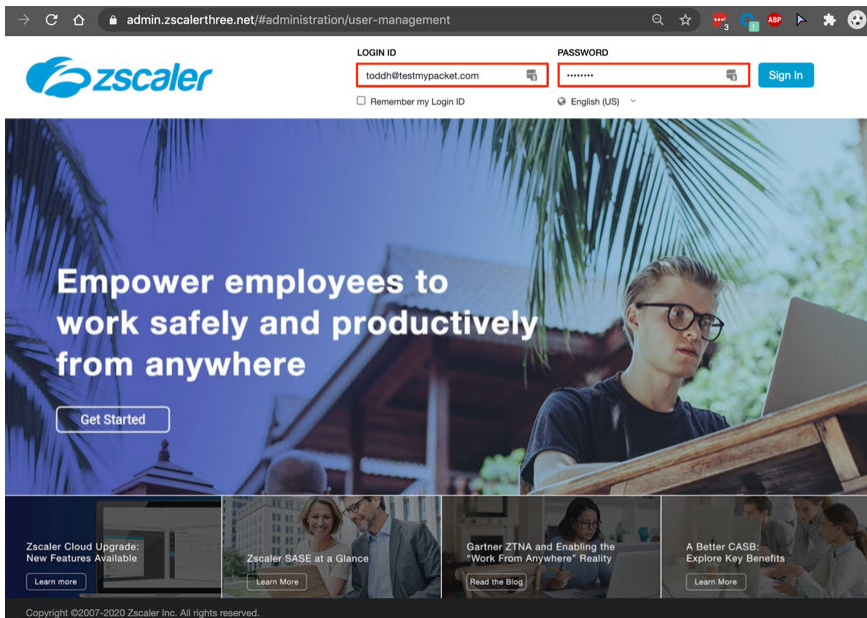 admin.zscalerthree.net/#administration/user-management
3
ABP
LOGIN ID
PASSWORD
zscaler
toddh@testmypacket.com
••••••••
Sign In
Remember my Login ID
English (US)
Empower employees to
work safely and productively
from anywhere
Get Started
Zscaler Cloud Upgrade:
New Features Available
Learn more
Zscaler SASE at a Glance
Learn More
Gartner ZTNA and Enabling the
“Work From Anywhere” Reality
Read the Blog
A Better CASB:
Explore Key Benefits
Learn More
Copyright ©2007-2020 Zscaler Inc. All rights reserved.